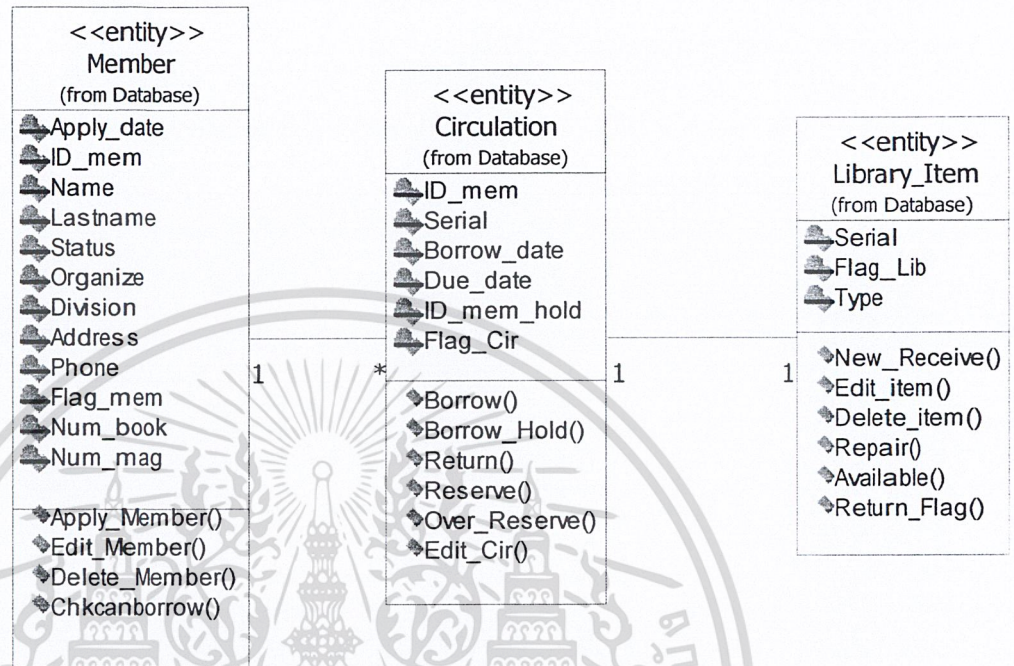 <<entity>>
Member
(from Database)
Apply_date
ID_mem
Name
Lastname
Status
Organize
Division
Address
Phone
Flag_mem
Num_book
Num_mag
Apply_Member()
Edit_Member()
Delete_Member()
Chkcanborrow()
1
*
<<entity>>
Circulation
(from Database)
ID_mem
Serial
Borrow_date
Due_date
ID_mem_hold
Flag_Cir
Borrow()
Borrow_Hold()
Return()
Reserve()
Over_Reserve()
Edit_Cir()
1
1
<<entity>>
Library_Item
(from Database)
Serial
Flag_Lib
Type
New_Receive()
Edit_item()
Delete_item()
Repair()
Available()
Return_Flag()